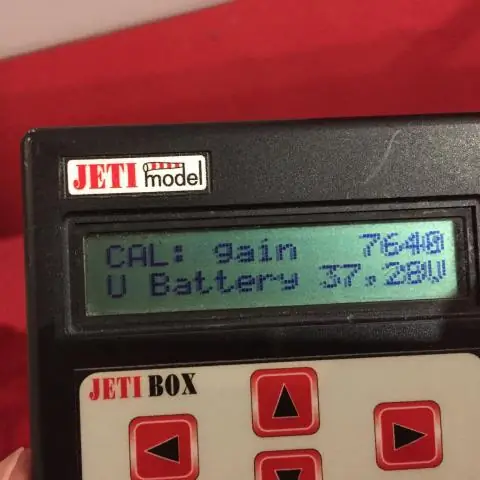 JETI model
CAL: gain 7640
U Battery 37,28V
JETI BOX